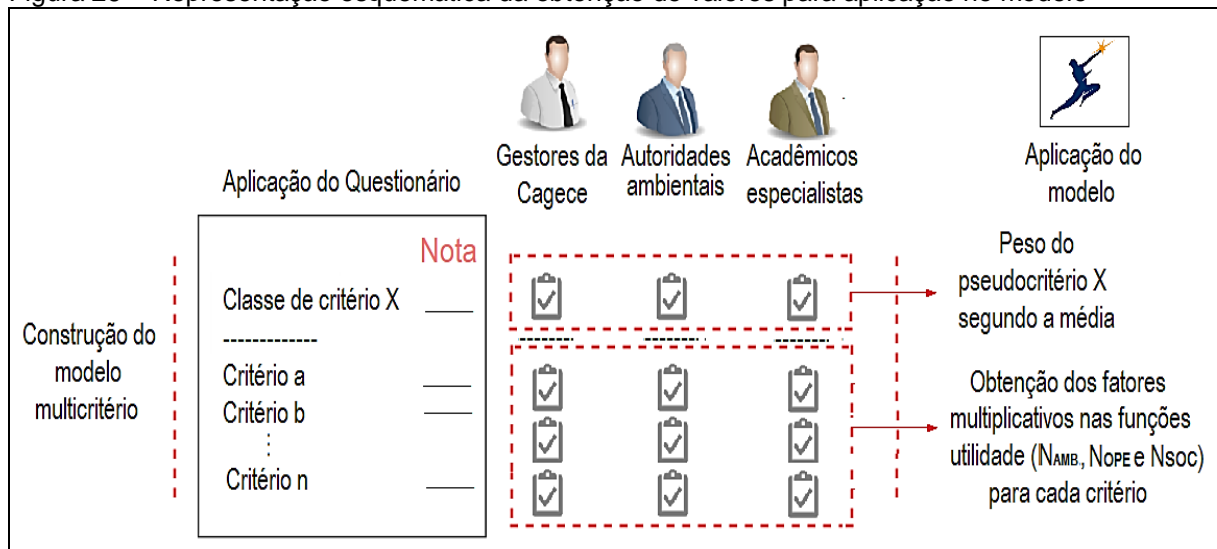 Gestores da
Cagece
Autoridades
ambientais
Acadêmicos
especialistas
Aplicação do
modelo
Aplicação do Questionário
Nota
Classe de critério X
Critério a
Critério b
Critério n
Construção do
modelo
multicritério
Peso do
pseudocritério X
segundo a média
Obtenção dos fatores
multiplicativos nas funções
utilidade (NAMB., NOPE e Nsoc)
para cada critério